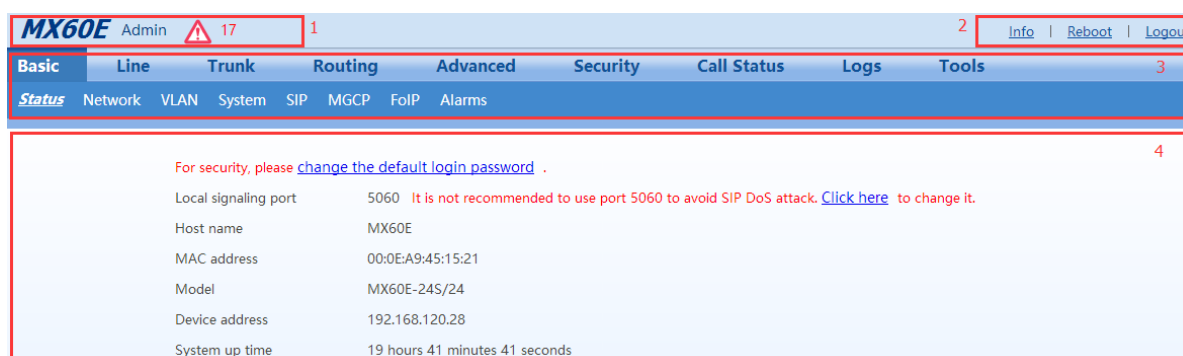 MX60E Admin 17 1 2 Info | Reboot | Logou
Basic Line Trunk Routing Advanced Security Call Status Logs Tools 3
Status Network VLAN System SIP MGCP FoIP Alarms
4
For security, please change the default login password .
Local signaling port 5060 It is not recommended to use port 5060 to avoid SIP DoS attack. Click here to change it.
Host name MX60E
MAC address 00:0E:A9:45:15:21
Model MX60E-24S/24
Device address 192.168.120.28
System up time 19 hours 41 minutes 41 seconds